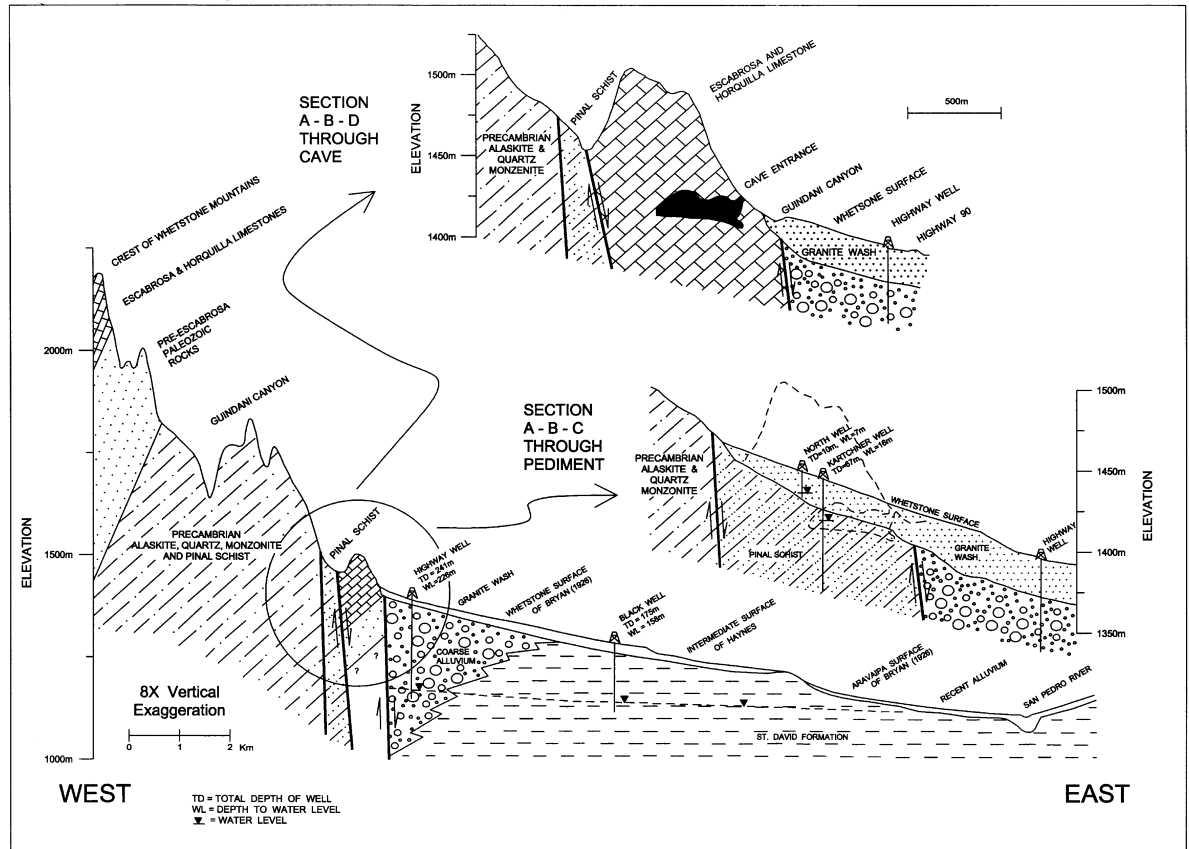 SECTION
A - B - D
THROUGH
CAVE
ELEVATION
1500m
1450m
1400m
PINAL SCHIST
PRECAMBRIAN
ALASKITE &
QUARTZ
MONZENITE
ESCABROSA AND
HORQUILLA LIMESTONE
500m
CAVE ENTRANCE
GUINDANI CANYON
WHETSONE SURFACE
HIGHWAY WELL
HIGHWAY 90
GRANITE WASH
CREST OF WHETSTONE MOUNTAINS
ESCABROSA & HORQUILLA LIMESTONES
PRE-ESCABROSA
PALEOZOIC
ROCKS
GUINDANI CANYON
2000m
1500m
1000m
ELEVATION
PRECAMBRIAN
ALASKITE, QUARTZ, MONZONITE
AND PINAL SCHIST
PINAL SCHIST
HIGHWAY WELL
TD = 241m
WL=226m
GRANITE WASH
WHETSTONE SURFACE
OF BRYAN (1926)
COARSE
ALLUVIUM
?
?
?
BLACK WELL
TD = 175m
WL = 158m
INTERMEDIATE SURFACE
OF HAYNES
ARAVAIPA SURFACE
OF BRYAN (1926)
RECENT ALLUVIUM
SAN PEDRO RIVER
ST. DAVID FORMATION
SECTION
A - B - C
THROUGH
PEDIMENT
PRECAMBRIAN
ALASKITE &
QUARTZ
MONZONITE
NORTH WELL
TD=10m, WL=7m
KARTCHNER WELL
TD=67m, WL=16m
WHETSTONE SURFACE
PINAL SCHIST
GRANITE
WASH
HIGHWAY
WELL
1500m
1450m
1400m
1350m
ELEVATION
8X Vertical
Exaggeration
0 1 2 Km
WEST
EAST
TD = TOTAL DEPTH OF WELL
WL = DEPTH TO WATER LEVEL
= WATER LEVEL